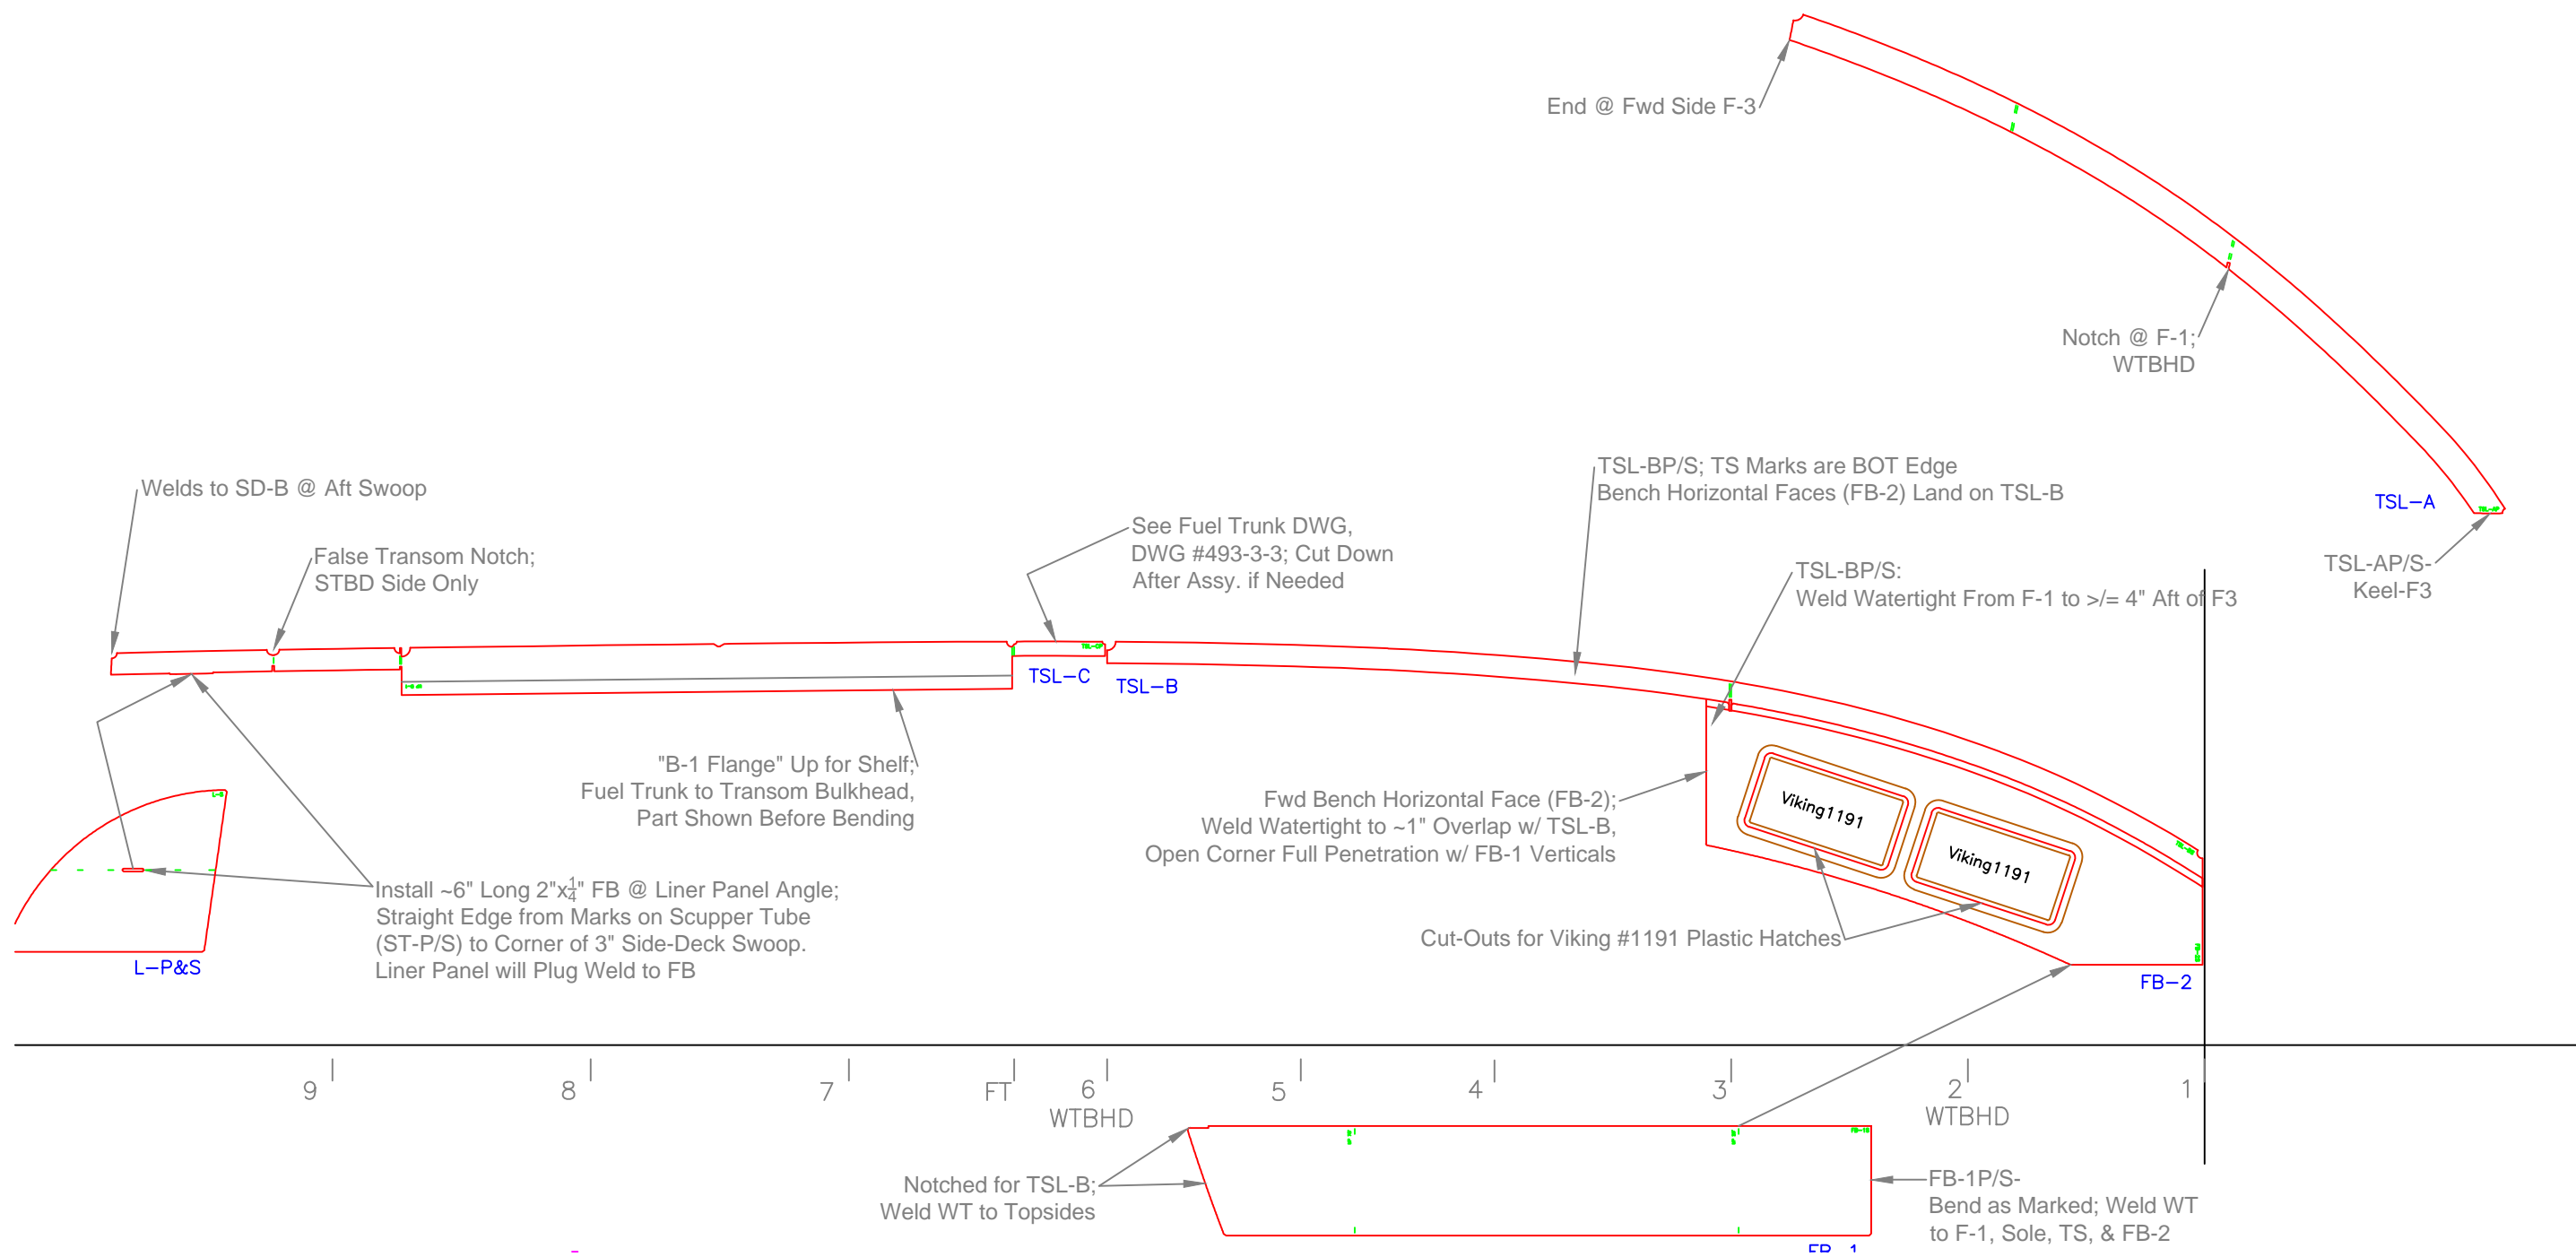 End @ Fwd Side F-3
Notch @ F-1;
WTBHD
TSL-A
TSL-AP/S-
Keel-F3
TSL-BP/S; TS Marks are BOT Edge
Bench Horizontal Faces (FB-2) Land on TSL-B
Welds to SD-B @ Aft Swoop
False Transom Notch;
STBD Side Only
See Fuel Trunk DWG,
DWG #493-3-3; Cut Down
After Assy. if Needed
TSL-BP/S:
Weld Watertight From F-1 to >/= 4" Aft of F3
TSL-C
TSL-B
"B-1 Flange" Up for Shelf;
Fuel Trunk to Transom Bulkhead,
Part Shown Before Bending
Fwd Bench Horizontal Face (FB-2);
Weld Watertight to ~1" Overlap w/ TSL-B,
Open Corner Full Penetration w/ FB-1 Verticals
Viking1191
Viking1191
Cut-Outs for Viking #1191 Plastic Hatches
Install ~6" Long 2"x1/4" FB @ Liner Panel Angle;
Straight Edge from Marks on Scupper Tube
(ST-P/S) to Corner of 3" Side-Deck Swoop.
Liner Panel will Plug Weld to FB
L-P&S
FB-2
9 8 7 FT 6 5 4 3 2 1
WTBHD WTBHD
Notched for TSL-B;
Weld WT to Topsides
FB-1P/S-
Bend as Marked; Weld WT
to F-1, Sole, TS, & FB-2
FB-1